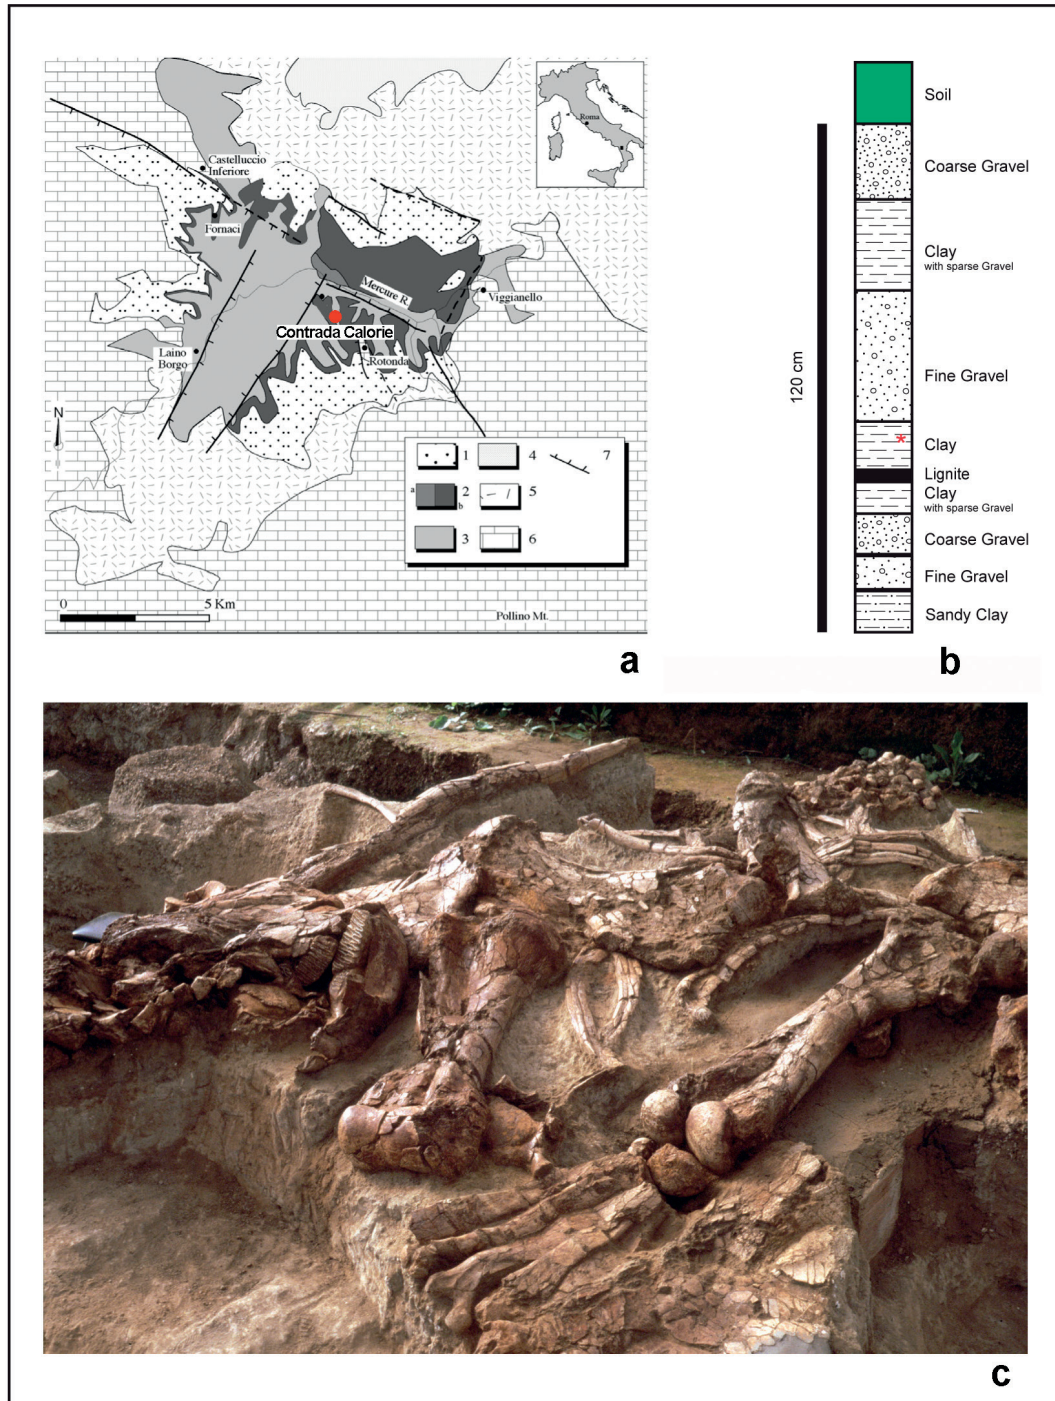 Roma
Castelluccio
Inferiore
Fornaci
Mercure R.
Viggianello
Contrada Calorie
Laino
Borgo
Rotonda
N
1
4
7
a
2
b
5
3
6
0
5 Km
Pollino Mt.
a
120 cm
Soil
Coarse Gravel
Clay
with sparse Gravel
Fine Gravel
*
Clay
Lignite
Clay
with sparse Gravel
Coarse Gravel
Fine Gravel
Sandy Clay
b
c